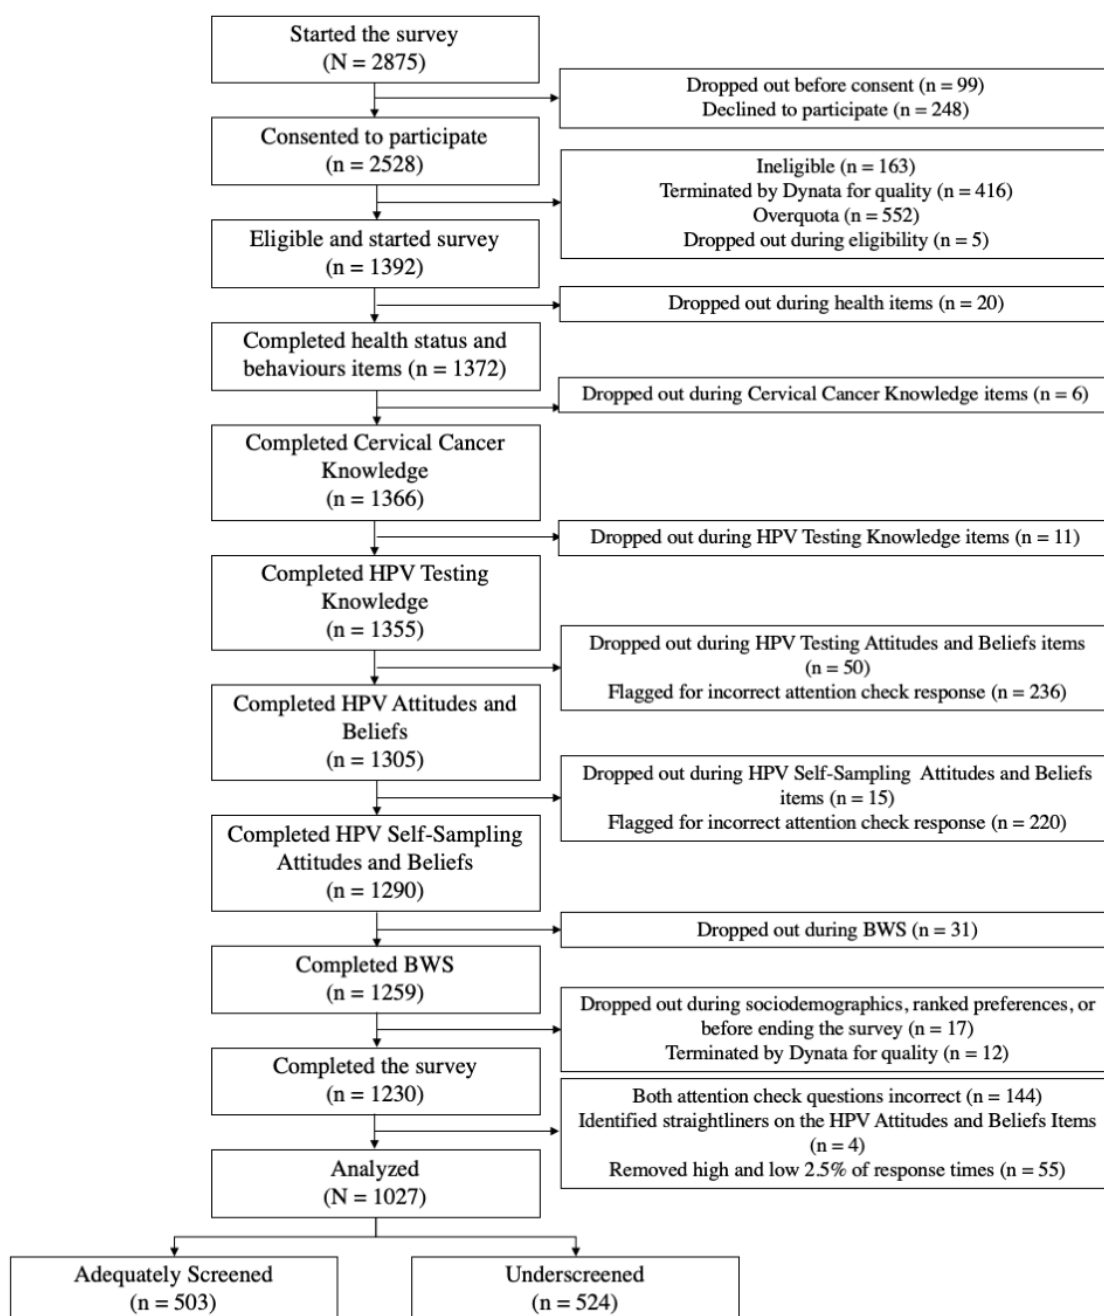 Started the survey
(N = 2875)
Dropped out before consent (n = 99)
Declined to participate (n = 248)
Consented to participate
(n = 2528)
Ineligible (n = 163)
Terminated by Dynata for quality (n = 416)
Overquota (n = 552)
Dropped out during eligibility (n = 5)
Eligible and started survey
(n = 1392)
Dropped out during health items (n = 20)
Completed health status and
behaviours items (n = 1372)
Dropped out during Cervical Cancer Knowledge items (n = 6)
Completed Cervical Cancer
Knowledge
(n = 1366)
Dropped out during HPV Testing Knowledge items (n = 11)
Completed HPV Testing
Knowledge
(n = 1355)
Dropped out during HPV Testing Attitudes and Beliefs items
(n = 50)
Flagged for incorrect attention check response (n = 236)
Completed HPV Attitudes and
Beliefs
(n = 1305)
Dropped out during HPV Self-Sampling Attitudes and Beliefs
items (n = 15)
Flagged for incorrect attention check response (n = 220)
Completed HPV Self-Sampling
Attitudes and Beliefs
(n = 1290)
Dropped out during BWS (n = 31)
Completed BWS
(n = 1259)
Dropped out during sociodemographics, ranked preferences, or
before ending the survey (n = 17)
Terminated by Dynata for quality (n = 12)
Completed the survey
(n = 1230)
Both attention check questions incorrect (n = 144)
Identified straightliners on the HPV Attitudes and Beliefs Items
(n = 4)
Removed high and low 2.5% of response times (n = 55)
Analyzed
(N = 1027)
Adequately Screened
(n = 503)
Underscreened
(n = 524)